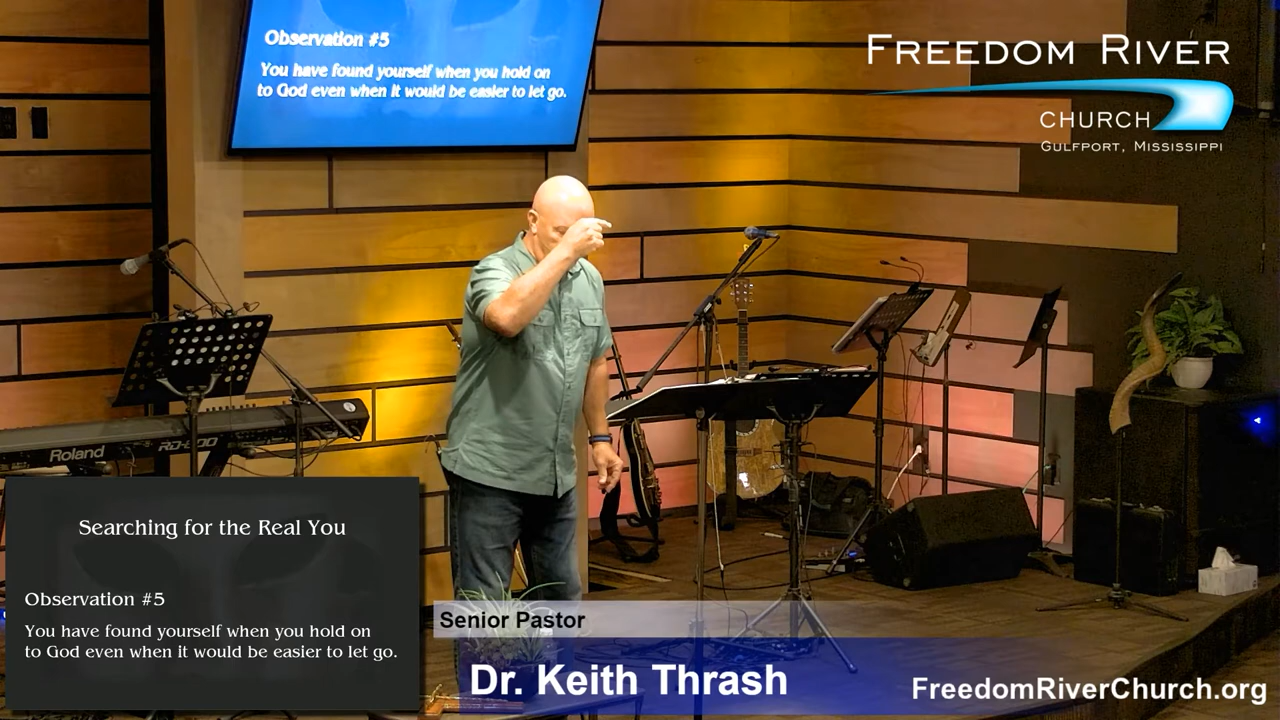 Observation #5
You have found yourself when you hold on
to God even when it would be easier to let go.
FREEDOM RIVER
CHURCH
GULFPORT, MISSISSIPPI
Roland
RD-800
Searching for the Real You
Observation #5
You have found yourself when you hold on
to God even when it would be easier to let go.
Senior Pastor
Dr. Keith Thrash
FreedomRiverChurch.org